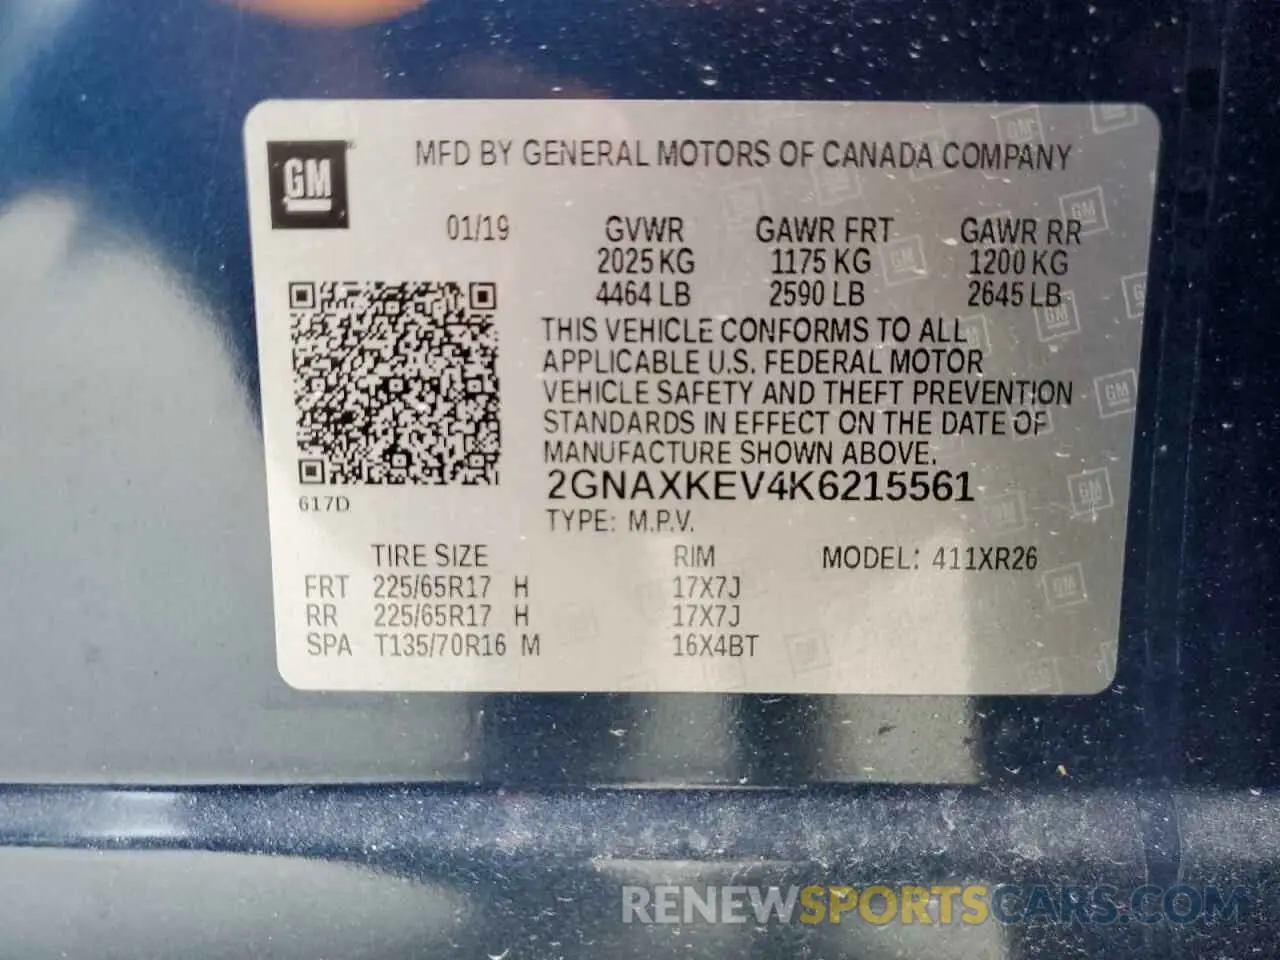 GM
MFD BY GENERAL MOTORS OF CANADA COMPANY
01/19 GVWR GAWR FRT GAWR RR
2025 KG 1175 KG 1200 KG
4464 LB 2590 LB 2645 LB
THIS VEHICLE CONFORMS TO ALL
APPLICABLE U.S. FEDERAL MOTOR
VEHICLE SAFETY AND THEFT PREVENTION
STANDARDS IN EFFECT ON THE DATE OF
MANUFACTURE SHOWN ABOVE.
2GNAXKEV4K6215561
617D
TYPE: M.P.V.
TIRE SIZE RIM MODEL: 411XR26
FRT 225/65R17 H 17X7J
RR 225/65R17 H 17X7J
SPA T135/70R16 M 16X4BT
RENEWSPORTSCARS.COM